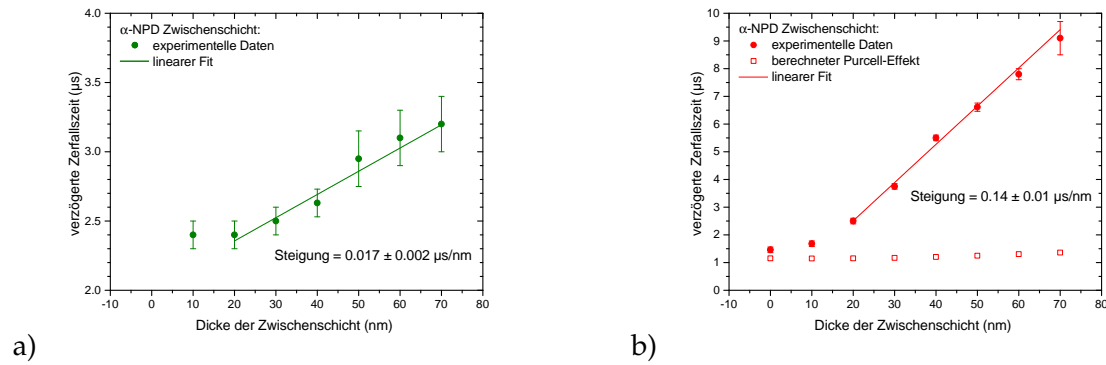 4.0
3.5
3.0
2.5
2.0
verzögerte Zerfallszeit (µs)
α-NPD Zwischenschicht:
experimentelle Daten
linearer Fit
Steigung = 0.017 ± 0.002 µs/nm
-10 0 10 20 30 40 50 60 70 80
Dicke der Zwischenschicht (nm)
a)
10
9
8
7
6
5
4
3
2
1
0
verzögerte Zerfallszeit (µs)
α-NPD Zwischenschicht:
experimentelle Daten
berechneter Purcell-Effekt
linearer Fit
Steigung = 0.14 ± 0.01 µs/nm
-10 0 10 20 30 40 50 60 70 80
Dicke der Zwischenschicht (nm)
b)